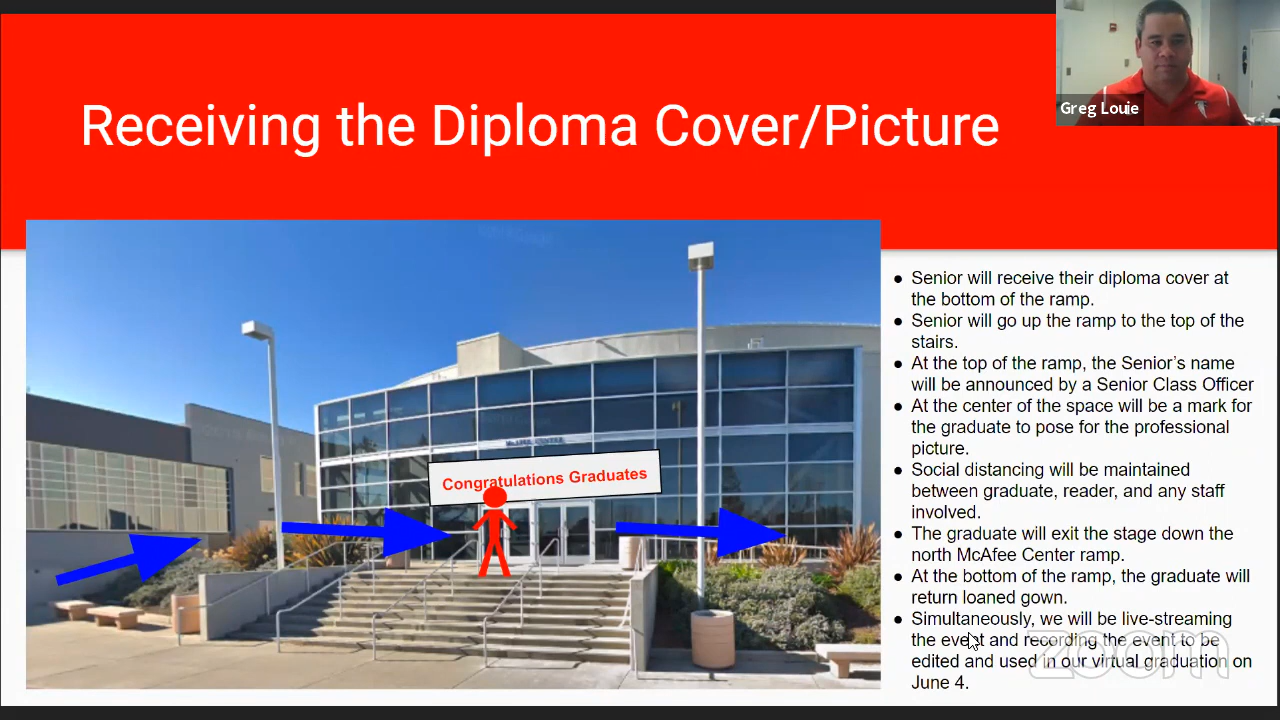 Receiving the Diploma Cover/Picture
Greg Louie
McAFEE CENTER
Congratulations Graduates
● Senior will receive their diploma cover at
the bottom of the ramp.
● Senior will go up the ramp to the top of the
stairs.
● At the top of the ramp, the Senior’s name
will be announced by a Senior Class Officer
● At the center of the space will be a mark for
the graduate to pose for the professional
picture.
● Social distancing will be maintained
between graduate, reader, and any staff
involved.
● The graduate will exit the stage down the
north McAfee Center ramp.
● At the bottom of the ramp, the graduate will
return loaned gown.
● Simultaneously, we will be live-streaming
the event and recording the event to be
edited and used in our virtual graduation on
June 4.
zoom